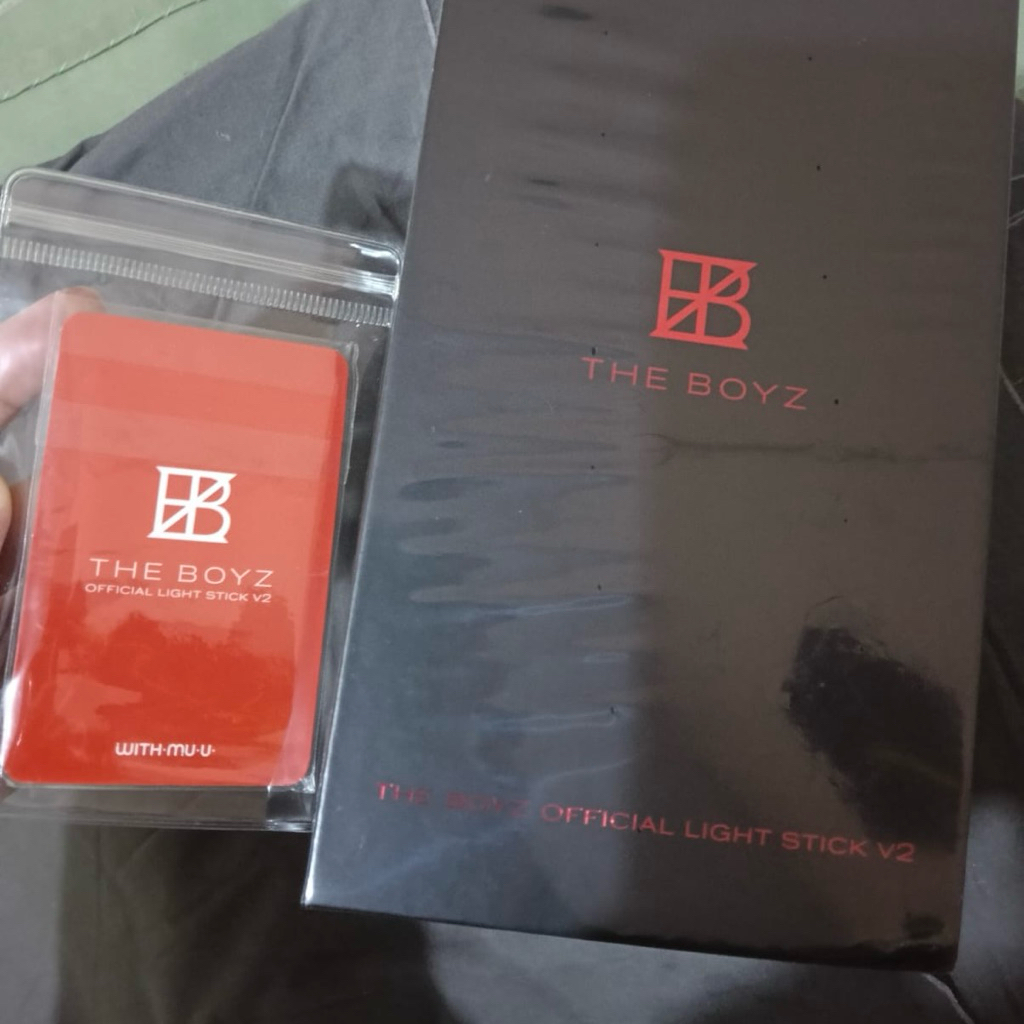 THE BOYZ
OFFICIAL LIGHT STICK V2
WITH·MU·U·
THE BOYZ
THE BOYZ OFFICIAL LIGHT STICK V2